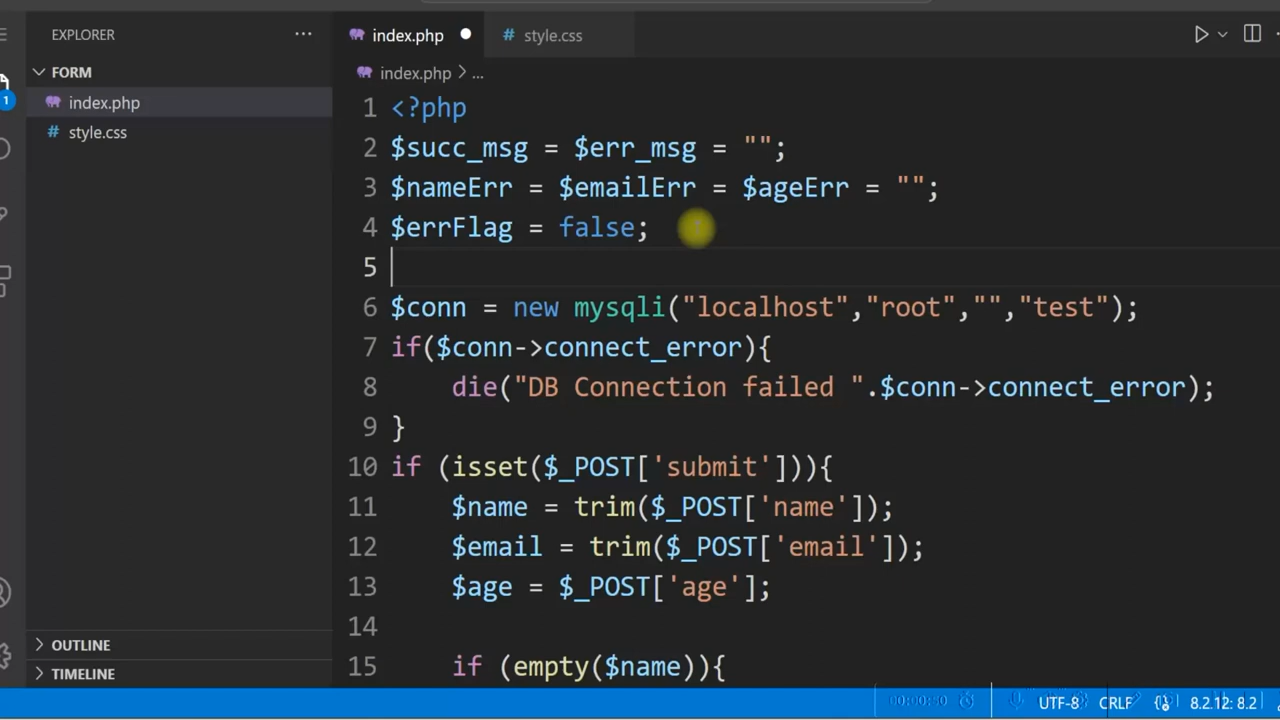 EXPLORER
FORM
index.php
style.css
OUTLINE
TIMELINE
1
index.php
style.css
index.php > ...
1 <?php
2 $succ_msg = $err_msg = "";
3 $nameErr = $emailErr = $ageErr = "";
4 $errFlag = false;
5
6 $conn = new mysqli("localhost","root","","test");
7 if($conn->connect_error){
8 die("DB Connection failed ".$conn->connect_error);
9 }
10 if (isset($_POST['submit'])){
11 $name = trim($_POST['name']);
12 $email = trim($_POST['email']);
13 $age = $_POST['age'];
14
15 if (empty($name)){
UTF-8 CRLF 8.2.12: 8.2